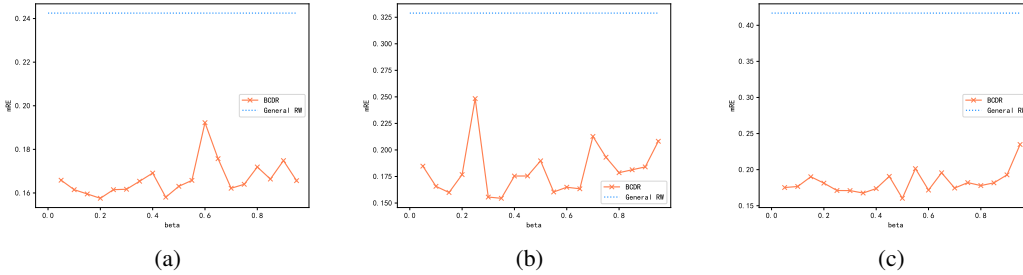 0.24
0.22
0.20
0.18
0.16
mRE
0.0 0.2 0.4 0.6 0.8
beta
BCDR
General RW
(a)
0.325
0.300
0.275
0.250
0.225
0.200
0.175
0.150
mRE
0.0 0.2 0.4 0.6 0.8
beta
BCDR
General RW
(b)
0.40
0.35
0.30
0.25
0.20
0.15
mRE
0.0 0.2 0.4 0.6 0.8
beta
BCDR
General RW
(c)